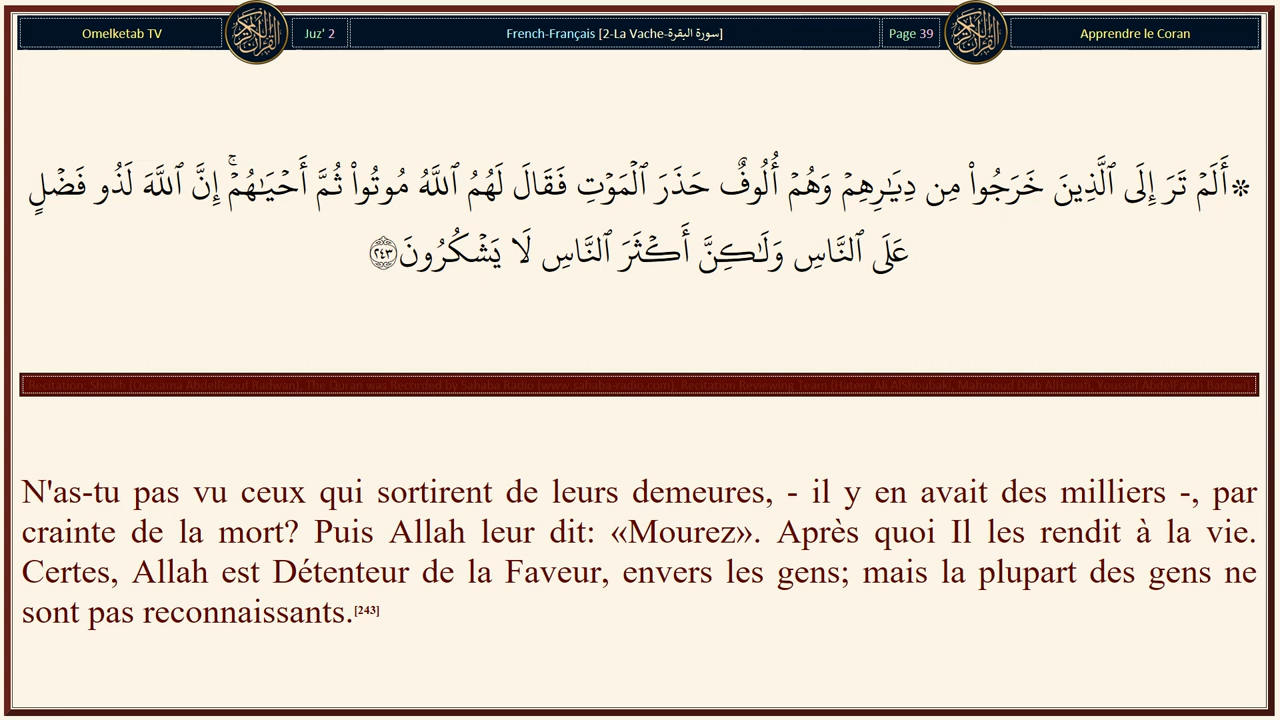 Omelketab TV
Juz' 2
French-Français [2-La Vache-سورة البقرة]
Page 39
Apprendre le Coran
۞أَلَمۡ تَرَ إِلَى ٱلَّذِينَ خَرَجُواْ مِن دِيَٰرِهِمۡ وَهُمۡ أُلُوفٌ حَذَرَ ٱلۡمَوۡتِ فَقَالَ لَهُمُ ٱللَّهُ مُوتُواْ ثُمَّ أَحۡيَٰهُمۡۚ إِنَّ ٱللَّهَ لَذُو فَضۡلٍ
عَلَى ٱلنَّاسِ وَلَٰكِنَّ أَكۡثَرَ ٱلنَّاسِ لَا يَشۡكُرُونَ ٢٤٣
N'as-tu pas vu ceux qui sortirent de leurs demeures, - il y en avait des milliers -, par
crainte de la mort? Puis Allah leur dit: «Mourez». Après quoi Il les rendit à la vie.
Certes, Allah est Détenteur de la Faveur, envers les gens; mais la plupart des gens ne
sont pas reconnaissants.[243]